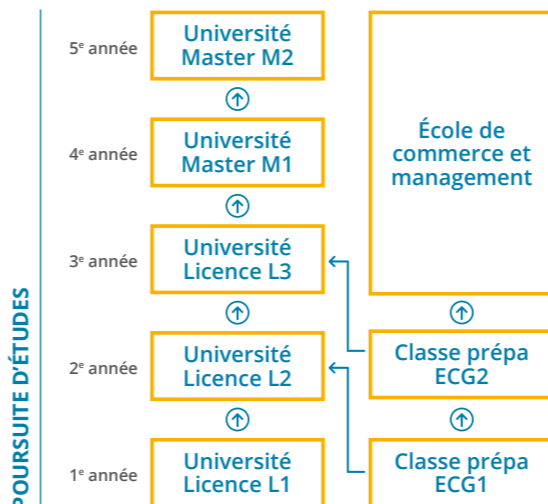 5e année
Université
Master M2
4e année
Université
Master M1
École de
commerce et
management
3e année
Université
Licence L3
2e année
Université
Licence L2
Classe prépa
ECG2
1e année
Université
Licence L1
Classe prépa
ECG1
POURSUITE D'ÉTUDES